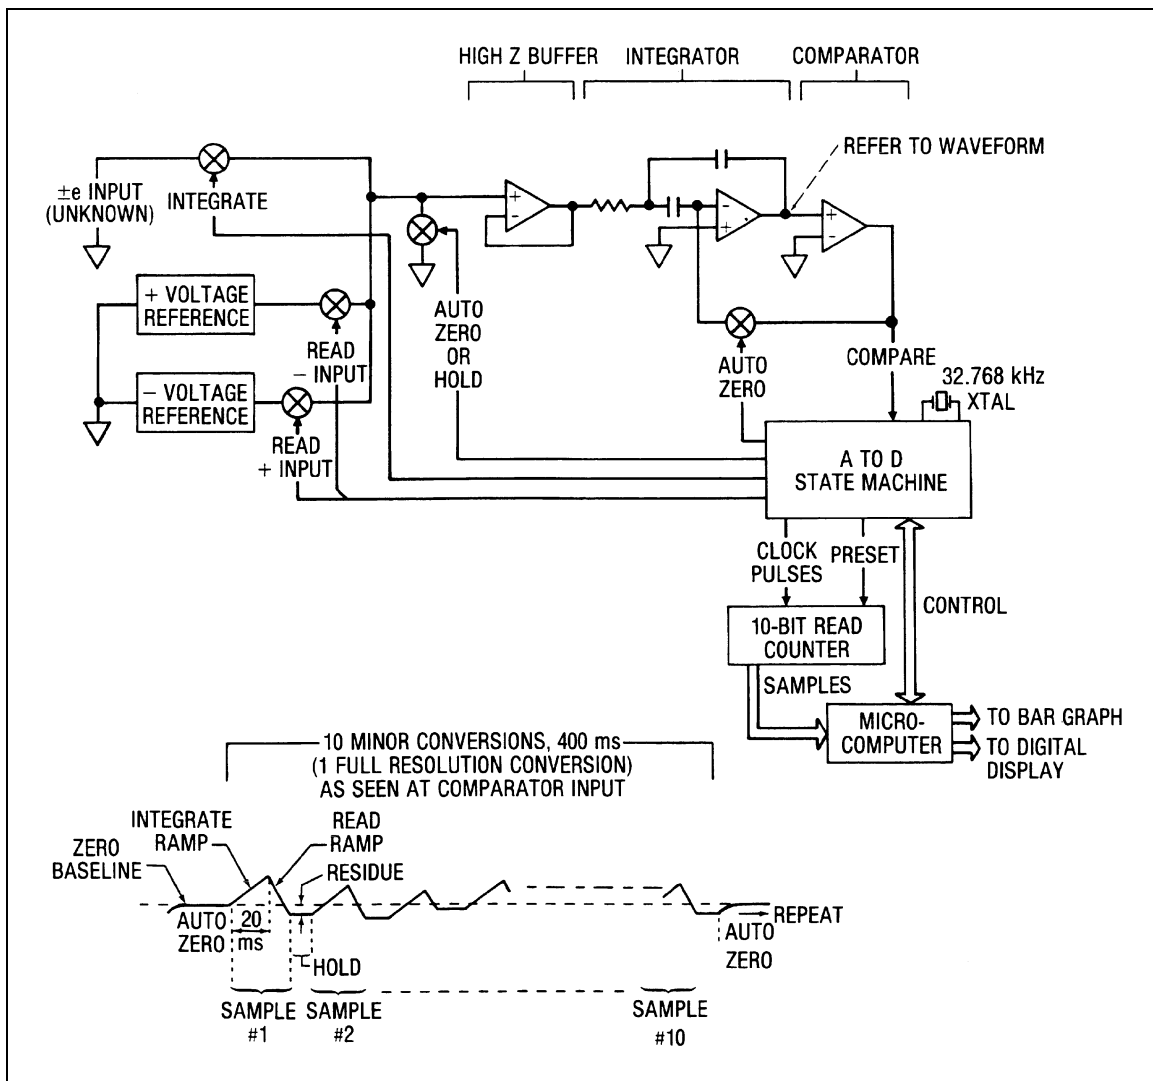 HIGH Z BUFFER
INTEGRATOR
COMPARATOR
REFER TO WAVEFORM
±e INPUT
(UNKNOWN)
INTEGRATE
+
-
-
+
+
-
+ VOLTAGE
REFERENCE
READ
– INPUT
AUTO
ZERO
OR
HOLD
AUTO
ZERO
COMPARE
32.768 kHz
XTAL
– VOLTAGE
REFERENCE
READ
+ INPUT
A TO D
STATE MACHINE
CLOCK
PULSES
PRESET
CONTROL
10-BIT READ
COUNTER
SAMPLES
MICRO-
COMPUTER
TO BAR GRAPH
TO DIGITAL
DISPLAY
10 MINOR CONVERSIONS, 400 ms
(1 FULL RESOLUTION CONVERSION)
AS SEEN AT COMPARATOR INPUT
INTEGRATE
RAMP
READ
RAMP
ZERO
BASELINE
RESIDUE
AUTO
ZERO
20
ms
HOLD
REPEAT
AUTO
ZERO
SAMPLE
#1
SAMPLE
#2
SAMPLE
#10